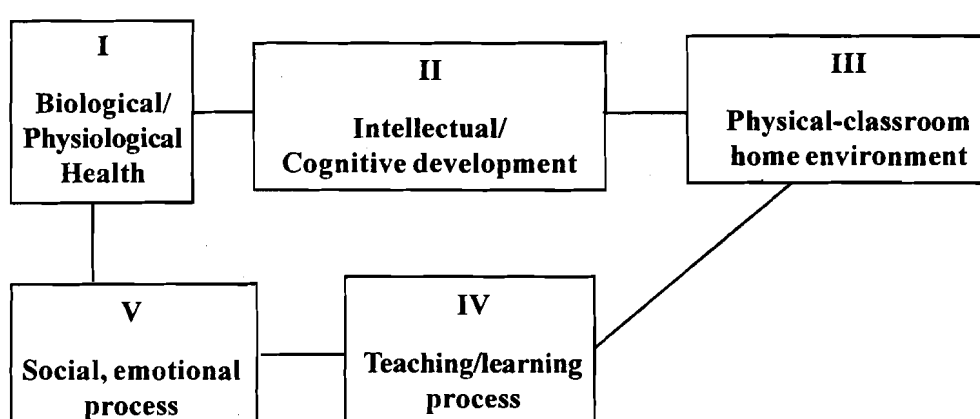 I
Biological/
Physiological
Health
II
Intellectual/
Cognitive development
III
Physical-classroom
home environment
IV
Teaching/learning
process
V
Social, emotional
process